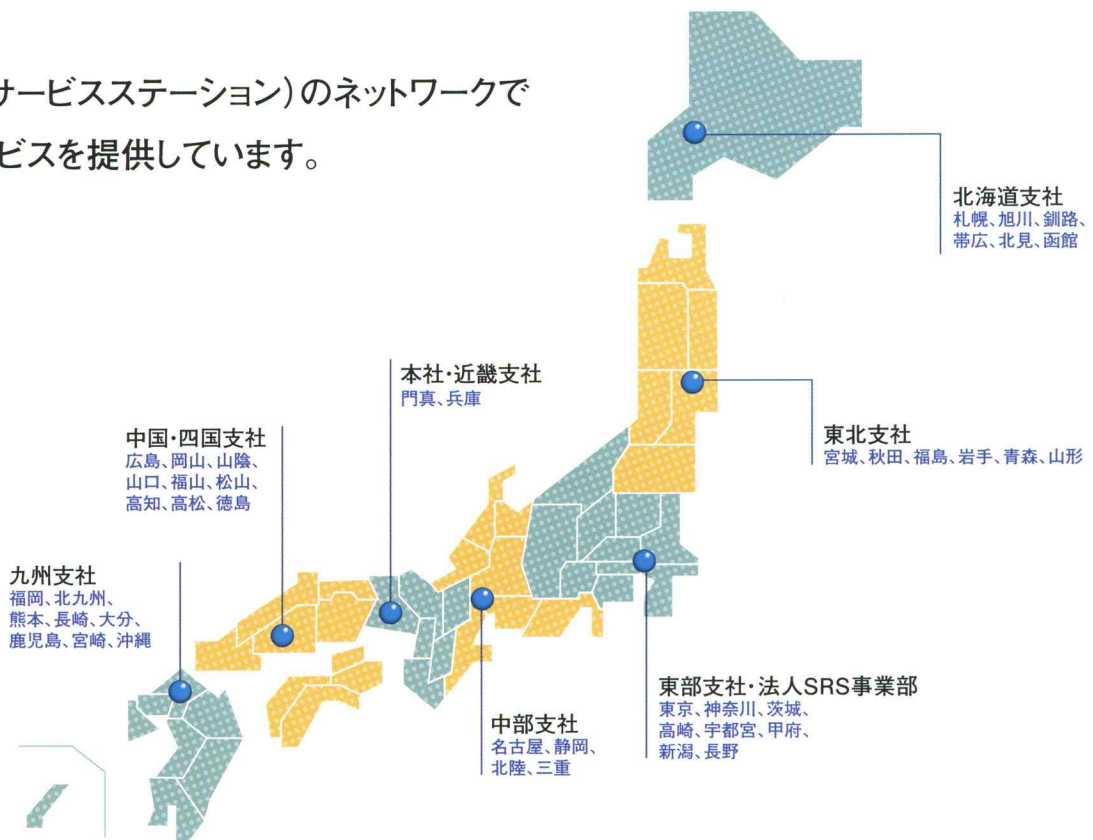 サービスステーション）のネットワークで
ビスを提供しています。
北海道支社
札幌、旭川、釧路、
帯広、北見、函館
本社・近畿支社
門真、兵庫
東北支社
宮城、秋田、福島、岩手、青森、山形
中国・四国支社
広島、岡山、山陰、
山口、福山、松山、
高知、高松、徳島
九州支社
福岡、北九州、
熊本、長崎、大分、
鹿児島、宮崎、沖縄
中部支社
名古屋、静岡、
北陸、三重
東部支社・法人SRS事業部
東京、神奈川、茨城、
高崎、宇都宮、甲府、
新潟、長野